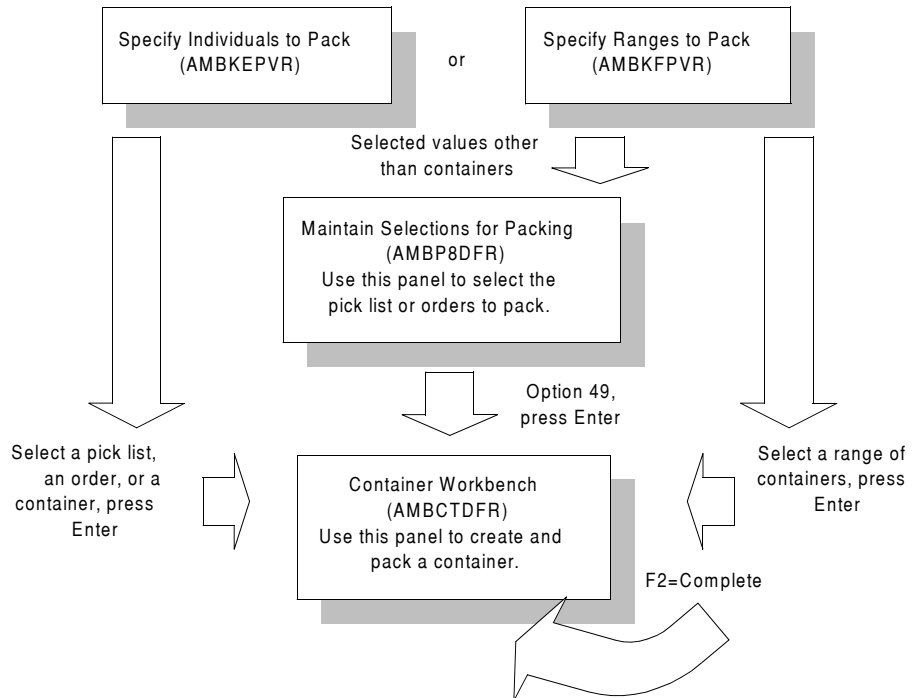 Specify Individuals to Pack
(AMBKEPVR)
or
Specify Ranges to Pack
(AMBKFPVR)
Selected values other
than containers
Maintain Selections for Packing
(AMBP8DFR)
Use this panel to select the
pick list or orders to pack.
Option 49,
press Enter
Select a pick list,
an order, or a
container, press
Enter
Container Workbench
(AMBCTDFR)
Use this panel to create and
pack a container.
Select a range of
containers, press
Enter
F2=Complete